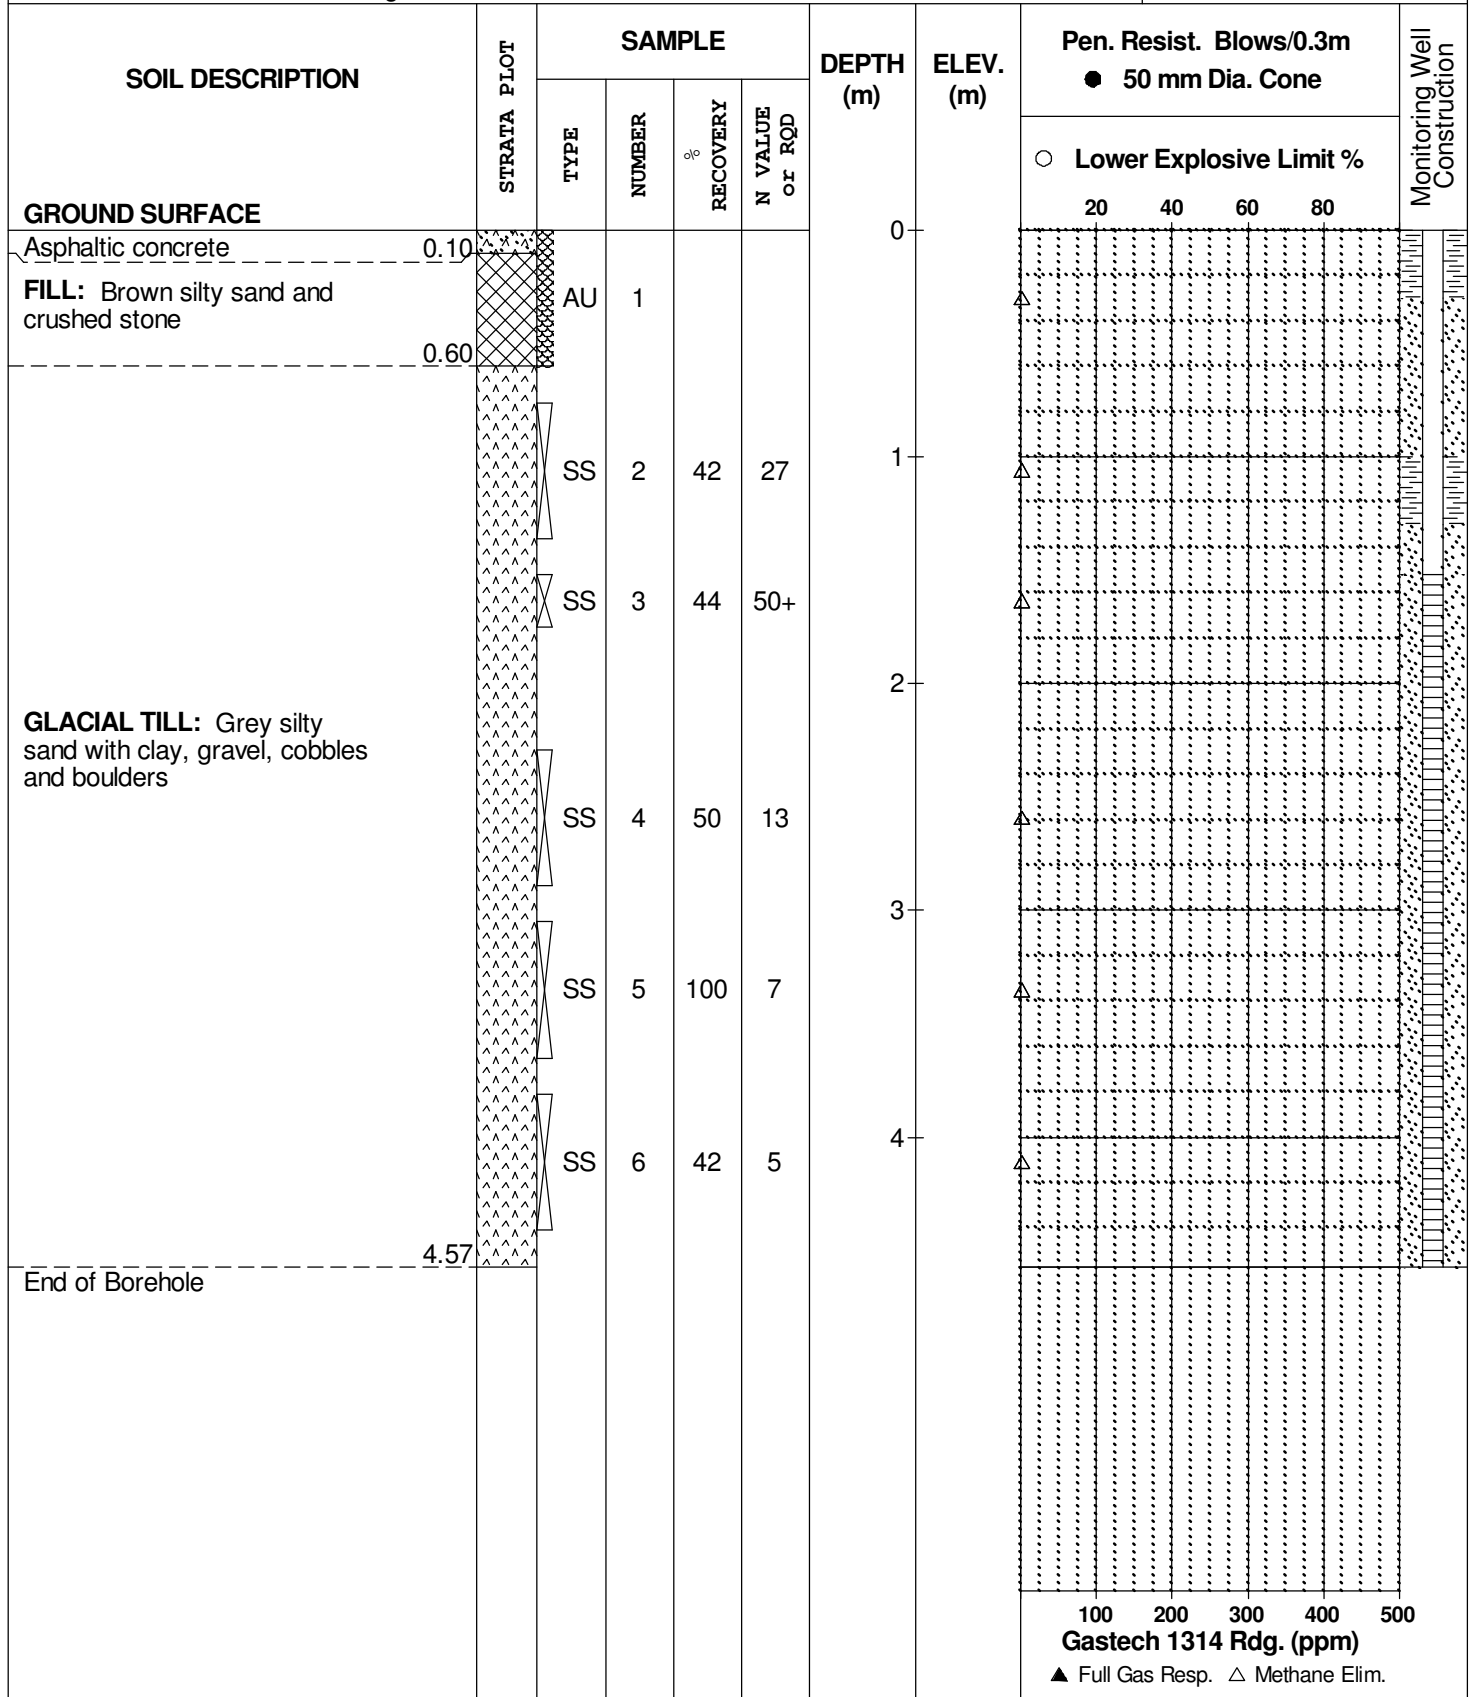 SOIL DESCRIPTION
STRATA PLOT
SAMPLE
TYPE
NUMBER
%
RECOVERY
N VALUE
or RQD
DEPTH
(m)
ELEV.
(m)
Pen. Resist. Blows/0.3m
● 50 mm Dia. Cone
○ Lower Explosive Limit %
20 40 60 80
Monitoring Well
Construction
GROUND SURFACE
0
Asphaltic concrete 0.10
FILL: Brown silty sand and
crushed stone
0.60
AU 1
1
SS 2 42 27
SS 3 44 50+
2
GLACIAL TILL: Grey silty
sand with clay, gravel, cobbles
and boulders
SS 4 50 13
3
SS 5 100 7
4
SS 6 42 5
4.57
End of Borehole
100 200 300 400 500
Gastech 1314 Rdg. (ppm)
▲ Full Gas Resp. △ Methane Elim.